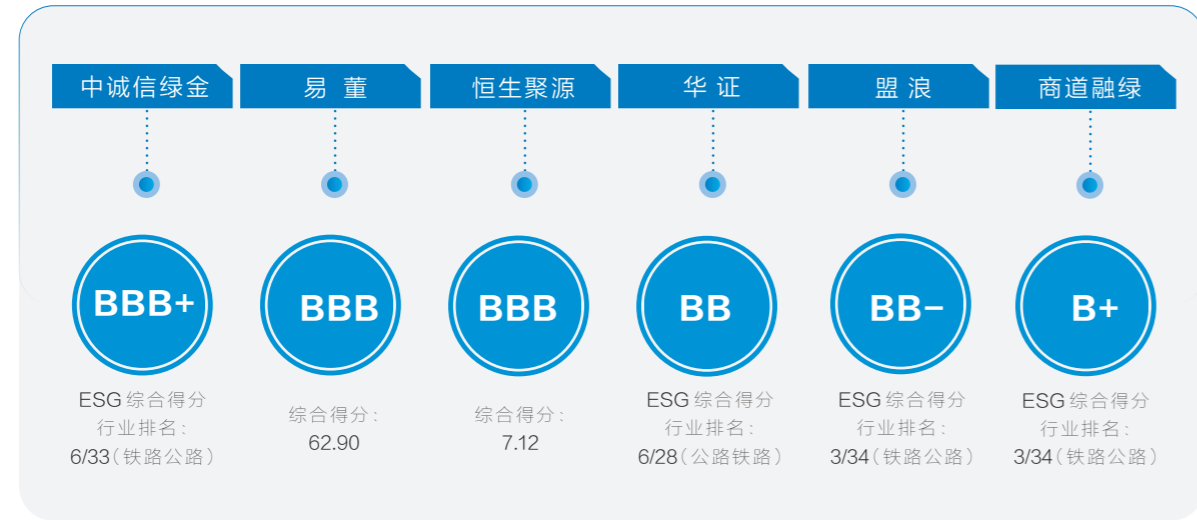 中诚信绿金
易 董
恒生聚源
华 证
盟 浪
商道融绿
BBB+
BBB
BBB
BB
BB-
B+
ESG 综合得分
行业排名：
6/33（铁路公路）
综合得分：
62.90
综合得分：
7.12
ESG 综合得分
行业排名：
6/28（公路铁路）
ESG 综合得分
行业排名：
3/34（铁路公路）
ESG 综合得分
行业排名：
3/34（铁路公路）